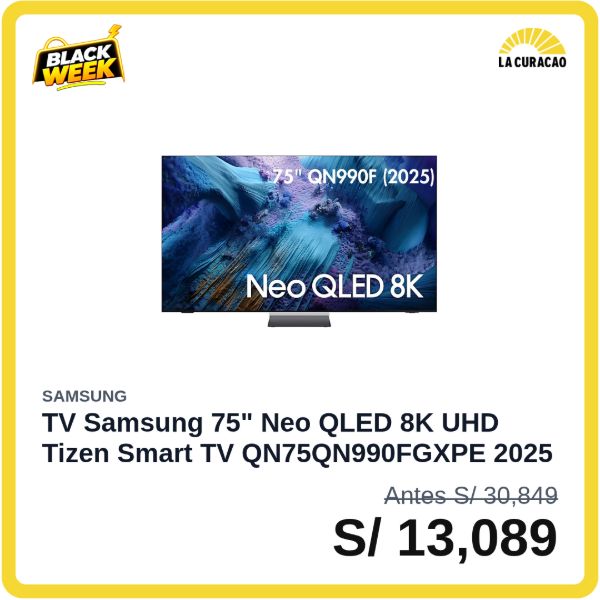 BLACK
WEEK
LA CURACAO
75" QN990F (2025)
Neo QLED 8K
SAMSUNG
TV Samsung 75" Neo QLED 8K UHD
Tizen Smart TV QN75QN990FGXPE 2025
Antes S/ 30,849
S/ 13,089